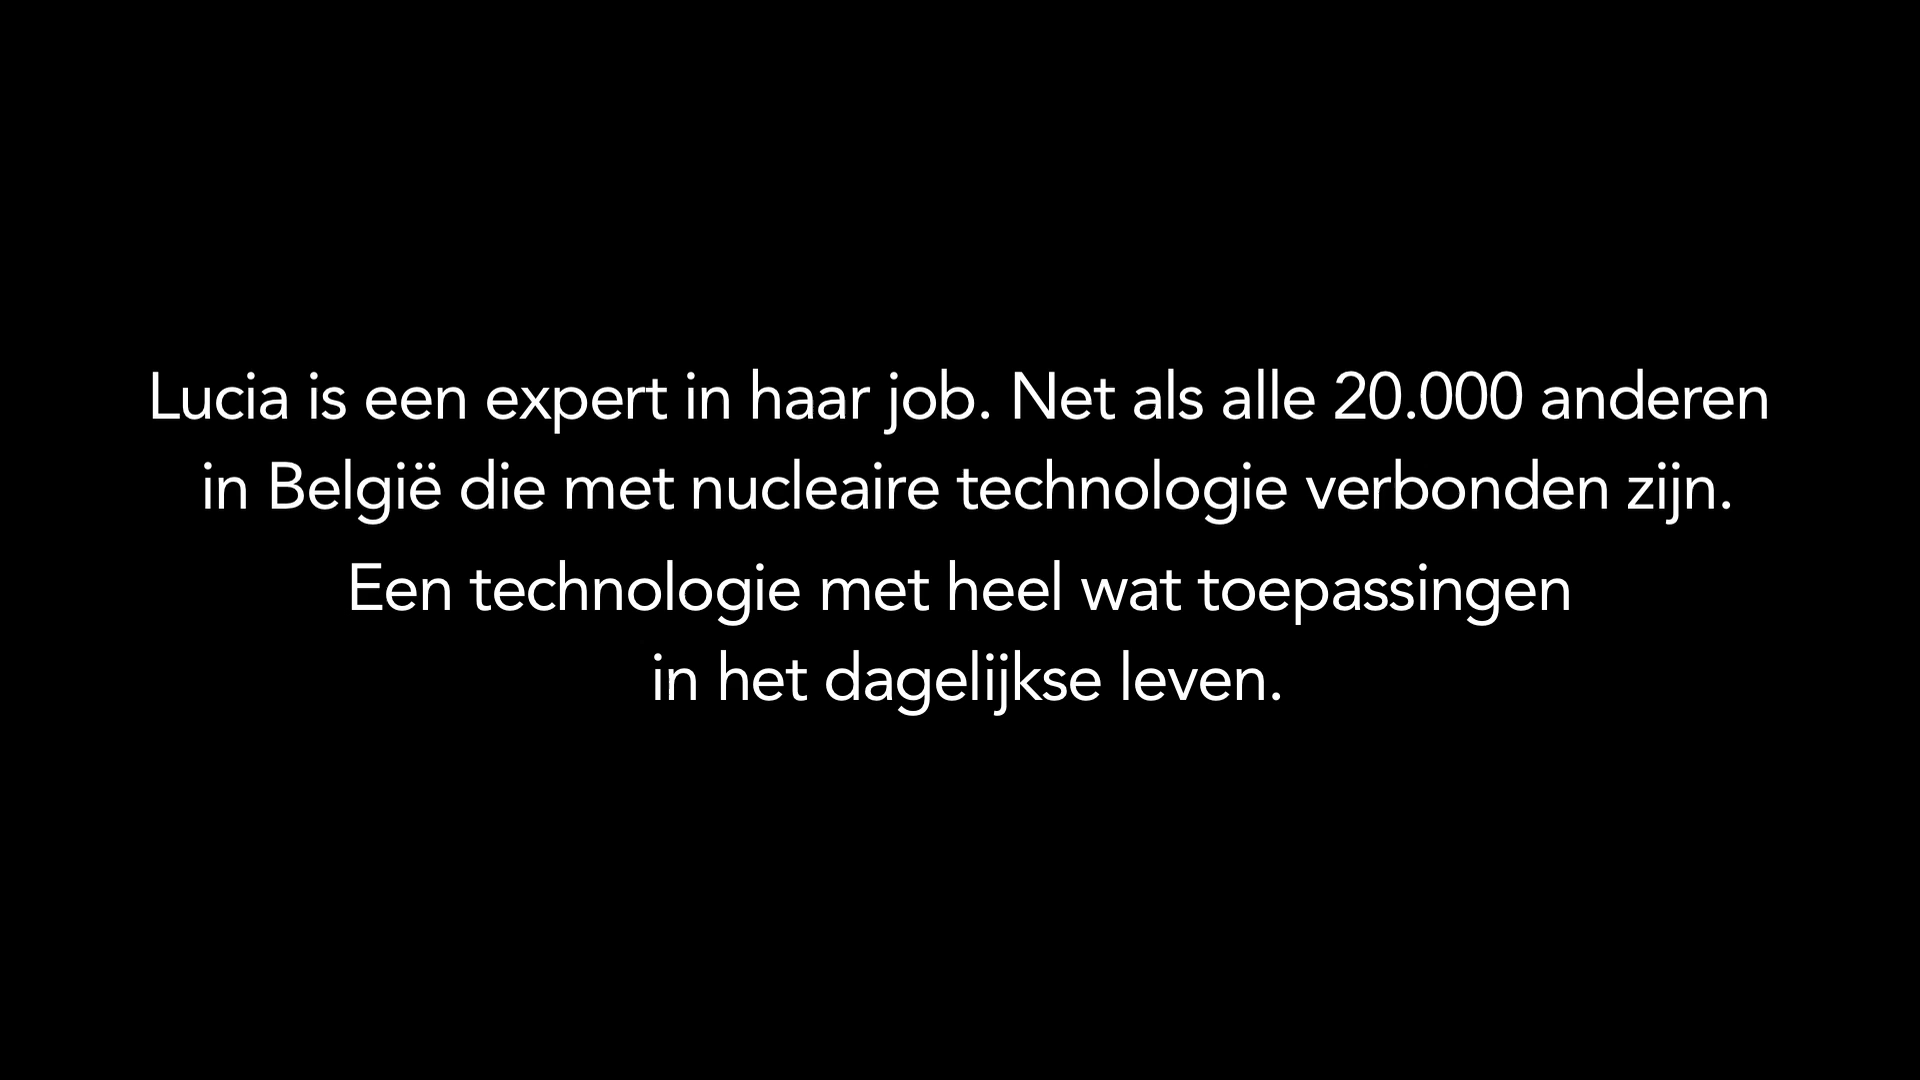 Lucia is een expert in haar job. Net als alle 20.000 anderen
in België die met nucleaire technologie verbonden zijn.
Een technologie met heel wat toepassingen
in het dagelijkse leven.